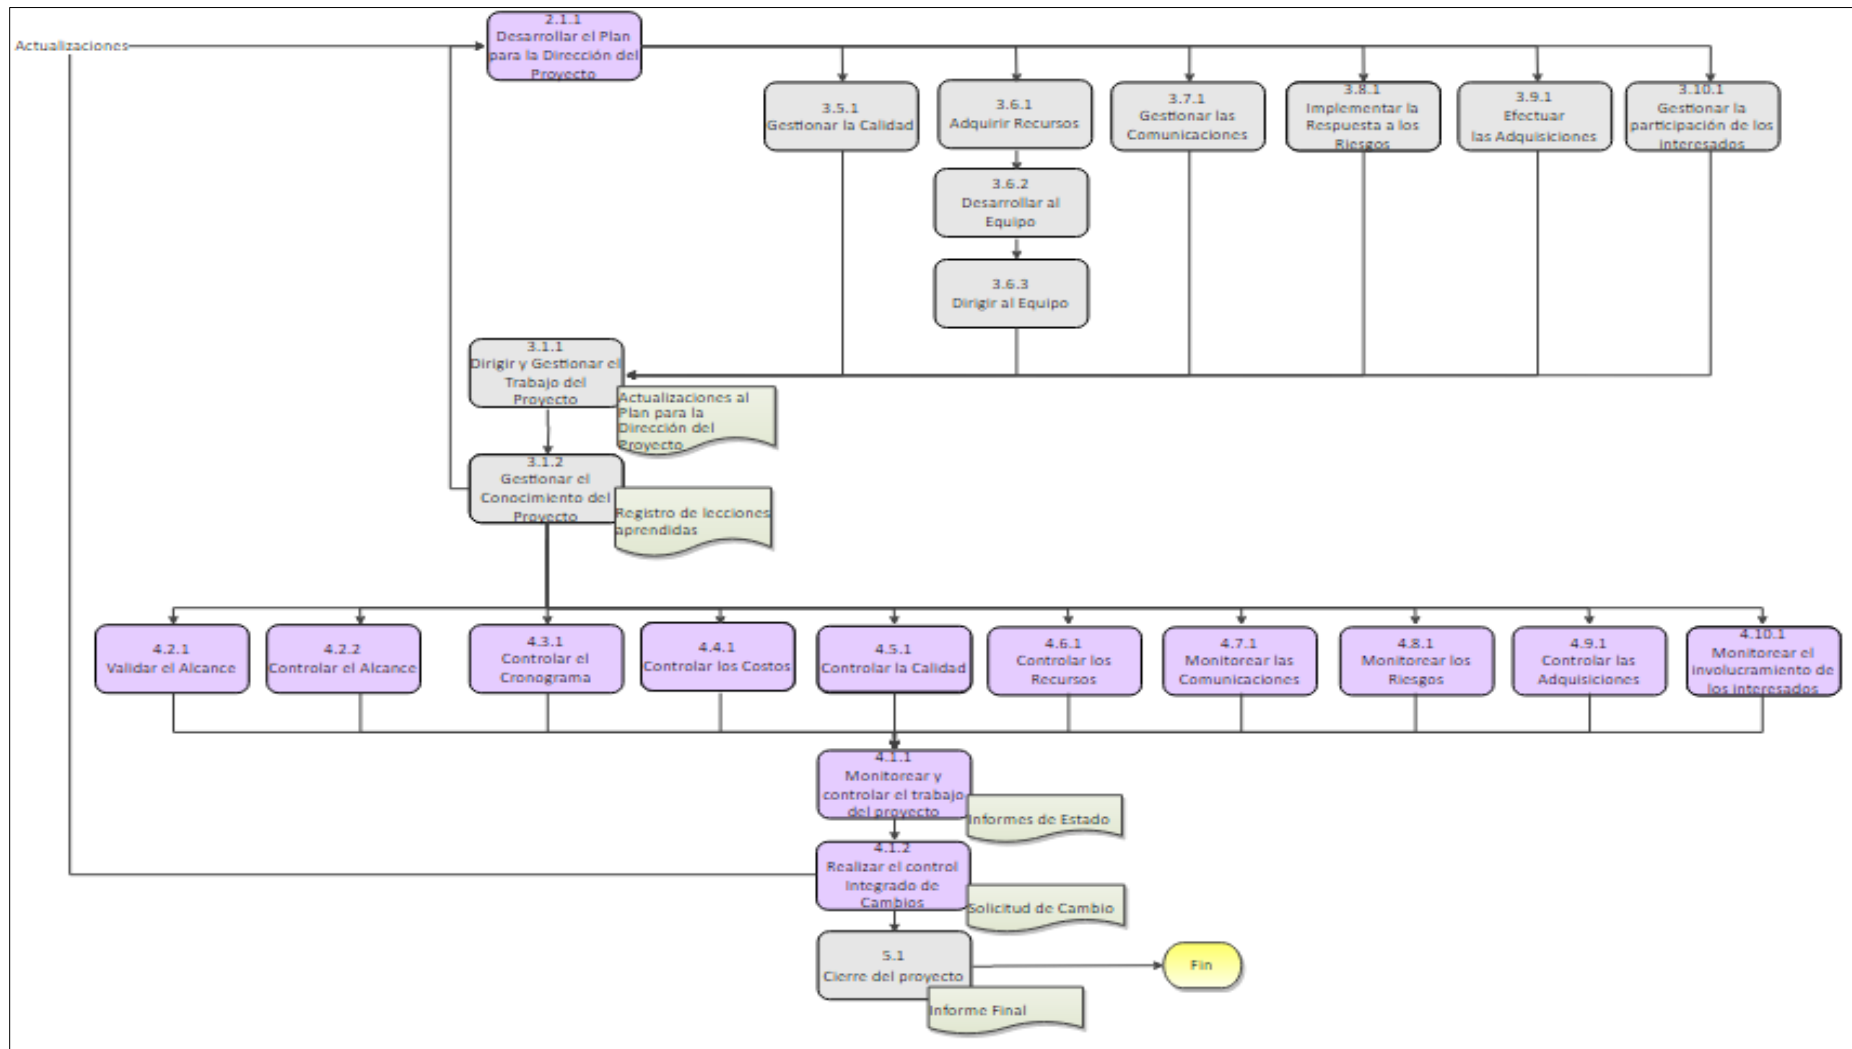 Actualizaciones
2.1.1
Desarrollar el Plan
para la Dirección del
Proyecto
3.5.1
Gestionar la Calidad
3.6.1
Adquirir Recursos
3.7.1
Gestionar las
Comunicaciones
3.8.1
Implementar la
Respuesta a los
Riesgos
3.9.1
Efectuar
las Adquisiciones
3.10.1
Gestionar la
participación de los
interesados
3.6.2
Desarrollar al
Equipo
3.6.3
Dirigir al Equipo
3.1.1
Dirigir y Gestionar el
Trabajo del
Proyecto
Actualizaciones al
Plan para la
Dirección del
Proyecto
3.1.2
Gestionar el
Conocimiento del
Proyecto
Registro de lecciones
aprendidas
4.2.1
Validar el Alcance
4.2.2
Controlar el Alcance
4.3.1
Controlar el
Cronograma
4.4.1
Controlar los Costos
4.5.1
Controlar la Calidad
4.6.1
Controlar los
Recursos
4.7.1
Monitorear las
Comunicaciones
4.8.1
Monitorear los
Riesgos
4.9.1
Controlar las
Adquisiciones
4.10.1
Monitorear el
involucramiento de
los interesados
4.1.1
Monitorear y
controlar el trabajo
del proyecto
Informes de Estado
4.1.2
Realizar el control
Integrado de
Cambios
Solicitud de Cambio
5.1
Cierre del proyecto
Fin
Informe Final